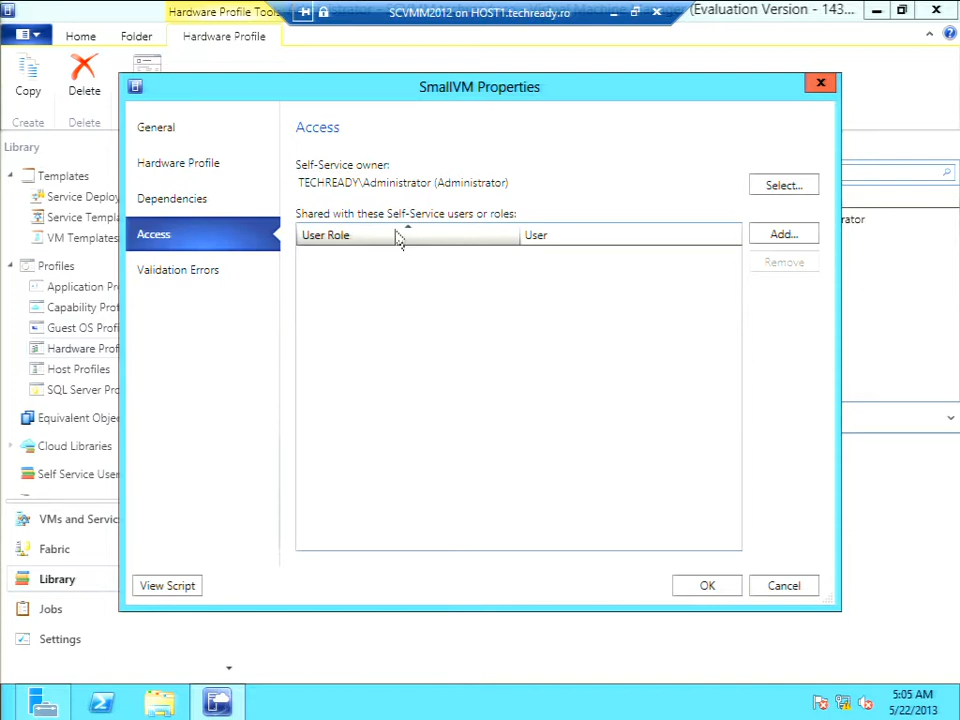 Hardware Profile Tools
SCVMM2012 on HOST1.techready.ro
(Evaluation Version - 143...
Home
Folder
Hardware Profile
Copy
Delete
Create
Delete
Library
Templates
Service Deploy
Service Templa
VM Templates
Profiles
Application Pr
Capability Prof
Guest OS Profi
Hardware Prof
Host Profiles
SQL Server Pro
Equivalent Obje
Cloud Libraries
Self Service User
VMs and Servic
Fabric
Library
Jobs
Settings
SmallVM Properties
General
Hardware Profile
Dependencies
Access
Validation Errors
Access
Self-Service owner:
TECHREADY\Administrator (Administrator)
Select...
Shared with these Self-Service users or roles:
User Role
User
Add...
Remove
rator
View Script
OK
Cancel
5:05 AM
5/22/2013